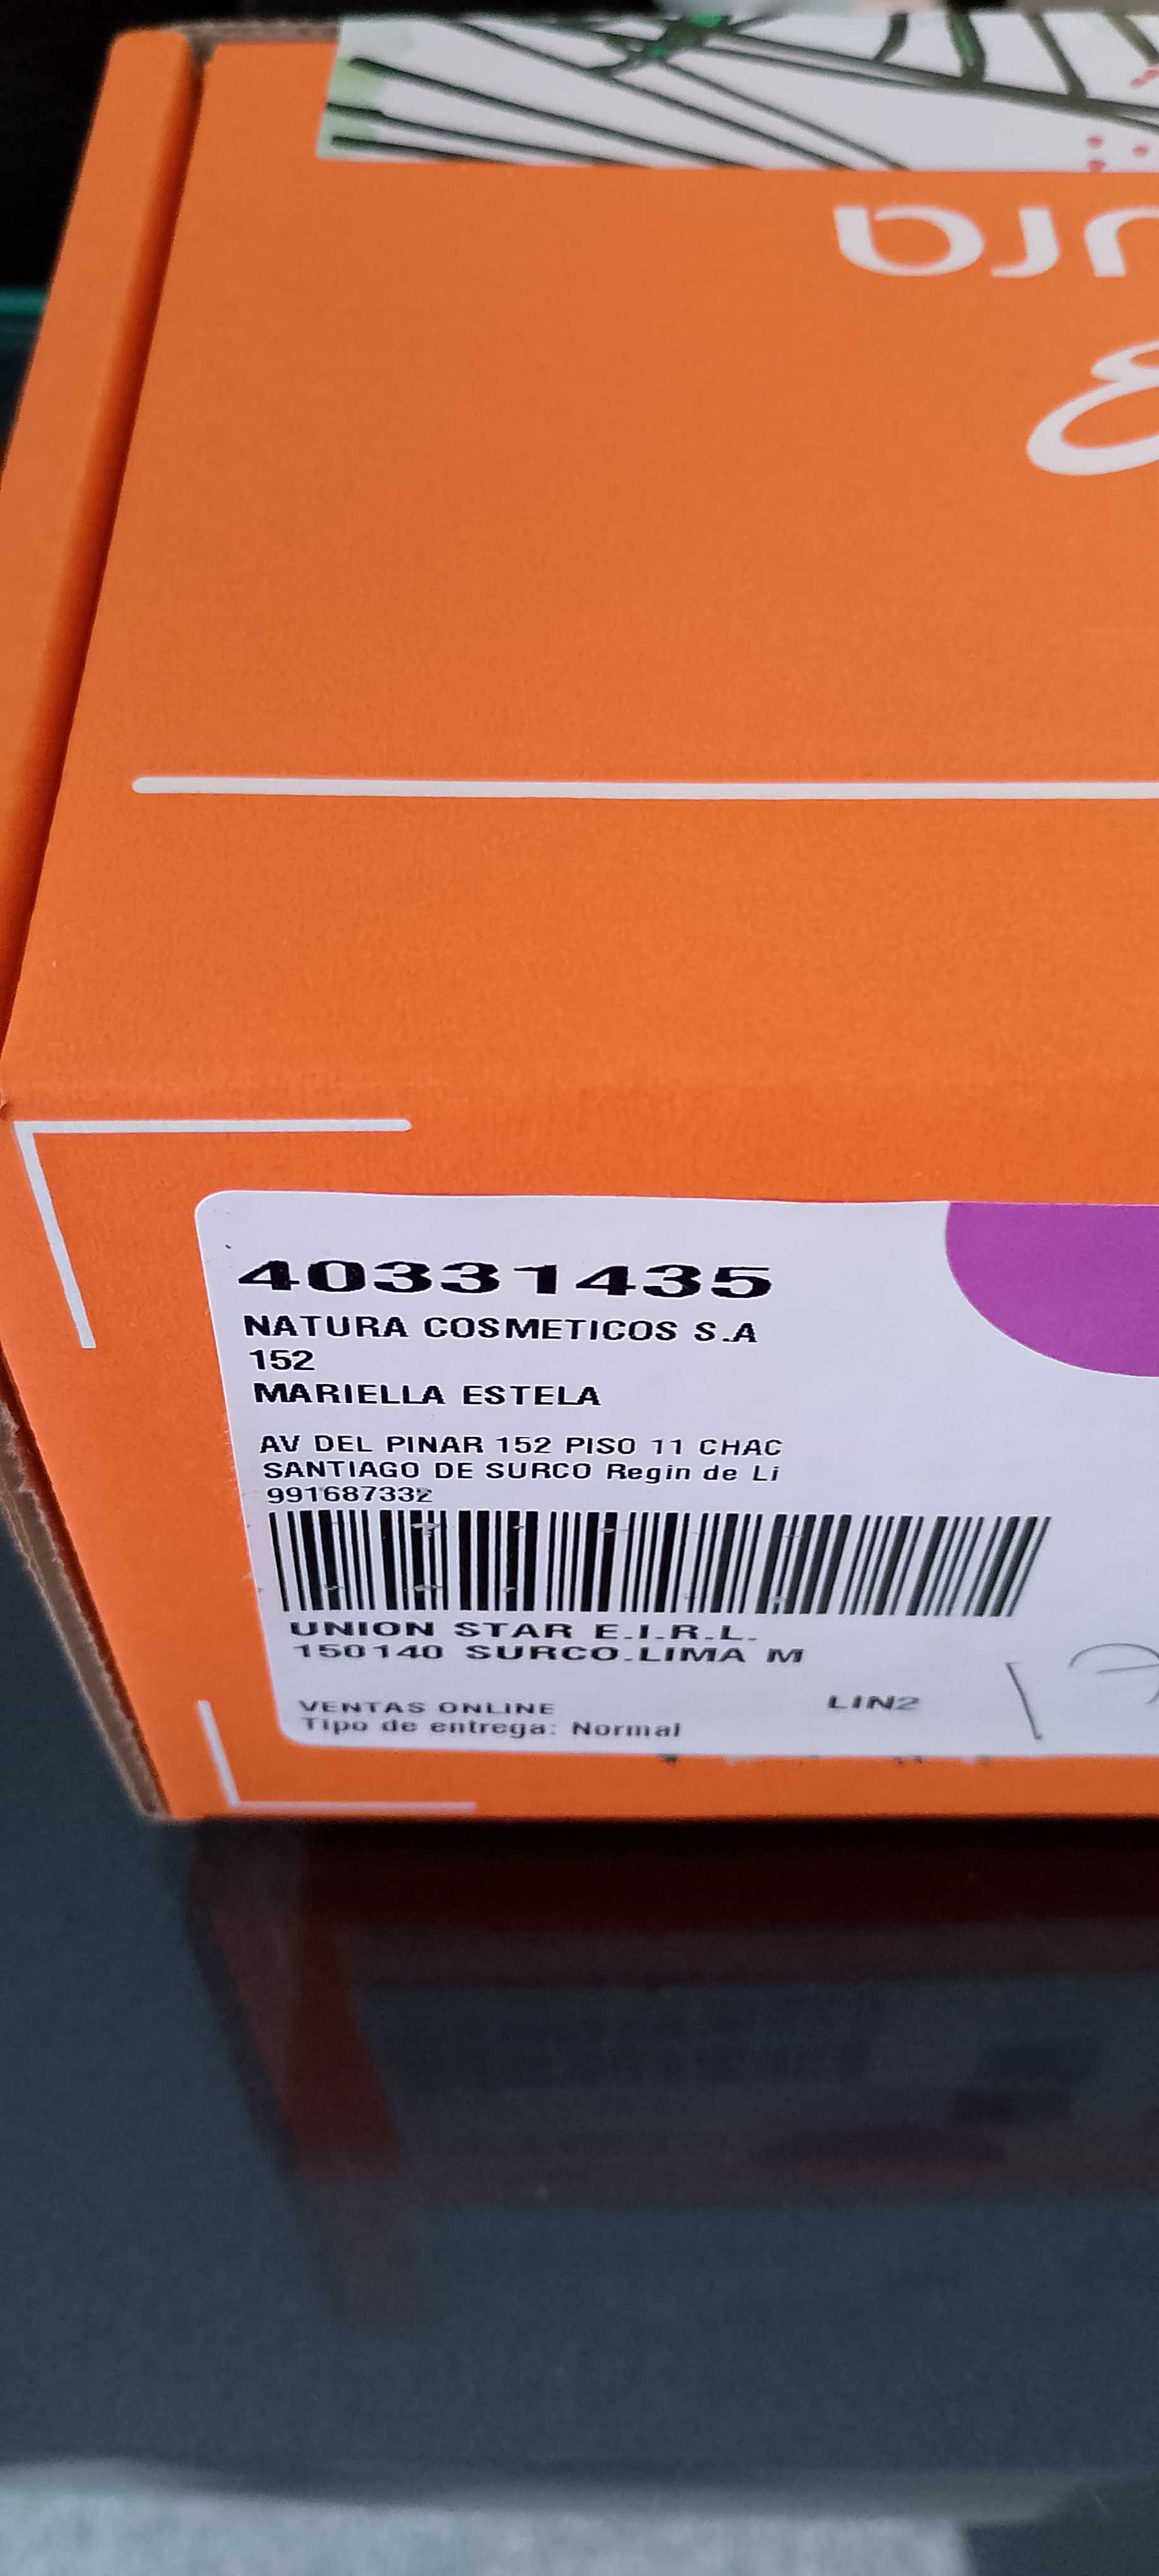 40331435
NATURA COSMETICOS S.A
152
MARIELLA ESTELA
AV DEL PINAR 152 PISO 11 CHAC
SANTIAGO DE SURCO Regin de Li
991687332
UNION STAR E.I.R.L.
150140 SURCO.LIMA M
VENTAS ONLINE
LIN2
Tipo de entrega: Normal